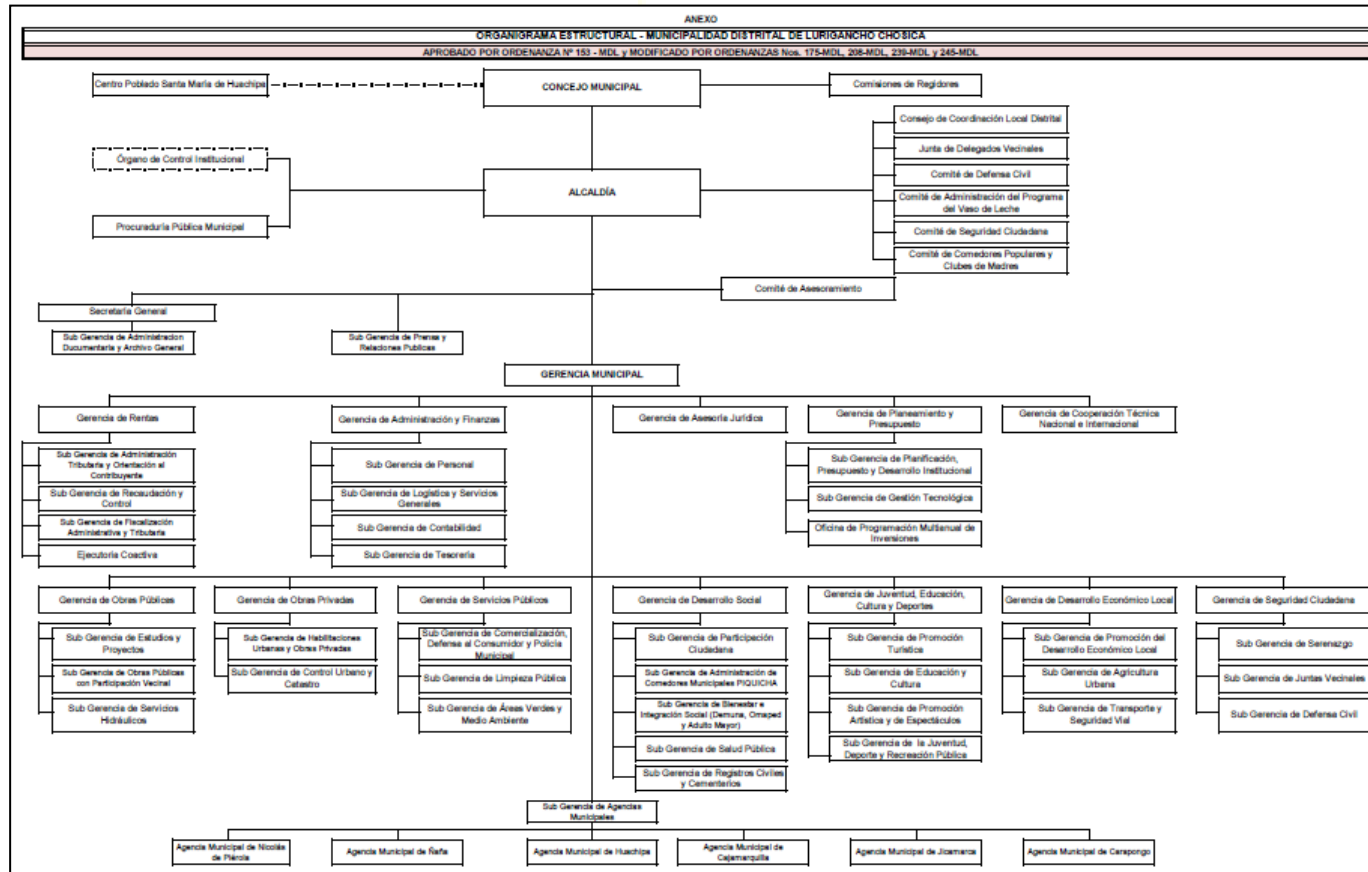 ANEXO
ORGANIGRAMA ESTRUCTURAL - MUNICIPALIDAD DISTRITAL DE LURIGANCHO CHOSICA
APROBADO POR ORDENANZA Nº 153 - MDL y MODIFICADO POR ORDENANZAS Nos. 175-MDL, 208-MDL, 239-MDL y 245-MDL
Centro Poblado Santa María de Huachipa
CONCEJO MUNICIPAL
Comisiones de Regidores
Consejo de Coordinación Local Distrital
Junta de Delegados Vecinales
Comité de Defensa Civil
Comité de Administración del Programa
del Vaso de Leche
Comité de Seguridad Ciudadana
Comité de Comedores Populares y
Clubes de Madres
Órgano de Control Institucional
ALCALDÍA
Procuraduría Pública Municipal
Comité de Asesoramiento
Secretaría General
Sub Gerencia de Administracion
Ducumentaria y Archivo General
Sub Gerencia de Prensa y
Relaciones Publicas
GERENCIA MUNICIPAL
Gerencia de Rentas
Gerencia de Administración y Finanzas
Gerencia de Asesoría Jurídica
Gerencia de Planeamiento y
Presupuesto
Gerencia de Cooperación Técnica
Nacional e Internacional
Sub Gerencia de Administración
Tributaria y Orientación al
Contribuyente
Sub Gerencia de Recaudación y
Control
Sub Gerencia de Fiscalización
Administrativa y Tributaria
Ejecutoria Coactiva
Sub Gerencia de Personal
Sub Gerencia de Logística y Servicios
Generales
Sub Gerencia de Contabilidad
Sub Gerencia de Tesorería
Sub Gerencia de Planificación,
Presupuesto y Desarrollo Institucional
Sub Gerencia de Gestión Tecnológica
Oficina de Programación Multianual de
Inversiones
Gerencia de Obras Públicas
Gerencia de Obras Privadas
Gerencia de Servicios Públicos
Gerencia de Desarrollo Social
Gerencia de Juventud, Educación,
Cultura y Deportes
Gerencia de Desarrollo Económico Local
Gerencia de Seguridad Ciudadana
Sub Gerencia de Estudios y
Proyectos
Sub Gerencia de Obras Públicas
con Participación Vecinal
Sub Gerencia de Servicios
Hidráulicos
Sub Gerencia de Habilitaciones
Urbanas y Obras Privadas
Sub Gerencia de Control Urbano y
Catastro
Sub Gerencia de Comercialización,
Defensa al Consumidor y Policía
Municipal
Sub Gerencia de Limpieza Pública
Sub Gerencia de Áreas Verdes y
Medio Ambiente
Sub Gerencia de Participación
Ciudadana
Sub Gerencia de Administración de
Comedores Municipales PIQUICHA
Sub Gerencia de Bienestar e
Integración Social (Demuna, Omaped
y Adulto Mayor)
Sub Gerencia de Salud Pública
Sub Gerencia de Registros Civiles
y Cementerios
Sub Gerencia de Promoción
Turística
Sub Gerencia de Educación y
Cultura
Sub Gerencia de Promoción
Artística y de Espectáculos
Sub Gerencia de la Juventud,
Deporte y Recreación Pública
Sub Gerencia de Promoción del
Desarrollo Económico Local
Sub Gerencia de Agricultura
Urbana
Sub Gerencia de Transporte y
Seguridad Vial
Sub Gerencia de Serenazgo
Sub Gerencia de Juntas Vecinales
Sub Gerencia de Defensa Civil
Sub Gerencia de Agencias
Municipales
Agencia Municipal de Nicolás
de Piérola
Agencia Municipal de Ñaña
Agencia Municipal de Huachipa
Agencia Municipal de
Cajamarquilla
Agencia Municipal de Jicamarca
Agencia Municipal de Carapongo